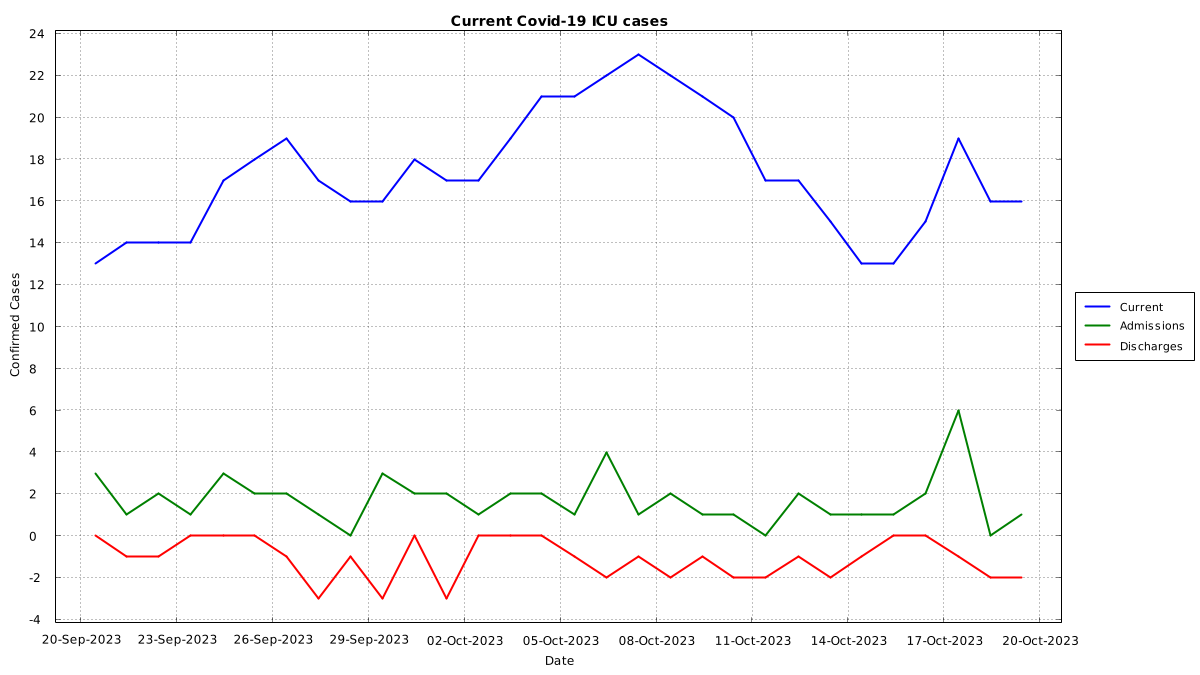 Current Covid-19 ICU cases
24
22
20
18
16
14
12
10
8
6
4
2
0
-2
-4
Confirmed Cases
20-Sep-2023 23-Sep-2023 26-Sep-2023 29-Sep-2023 02-Oct-2023 05-Oct-2023 08-Oct-2023 11-Oct-2023 14-Oct-2023 17-Oct-2023 20-Oct-2023
Date
Current
Admissions
Discharges